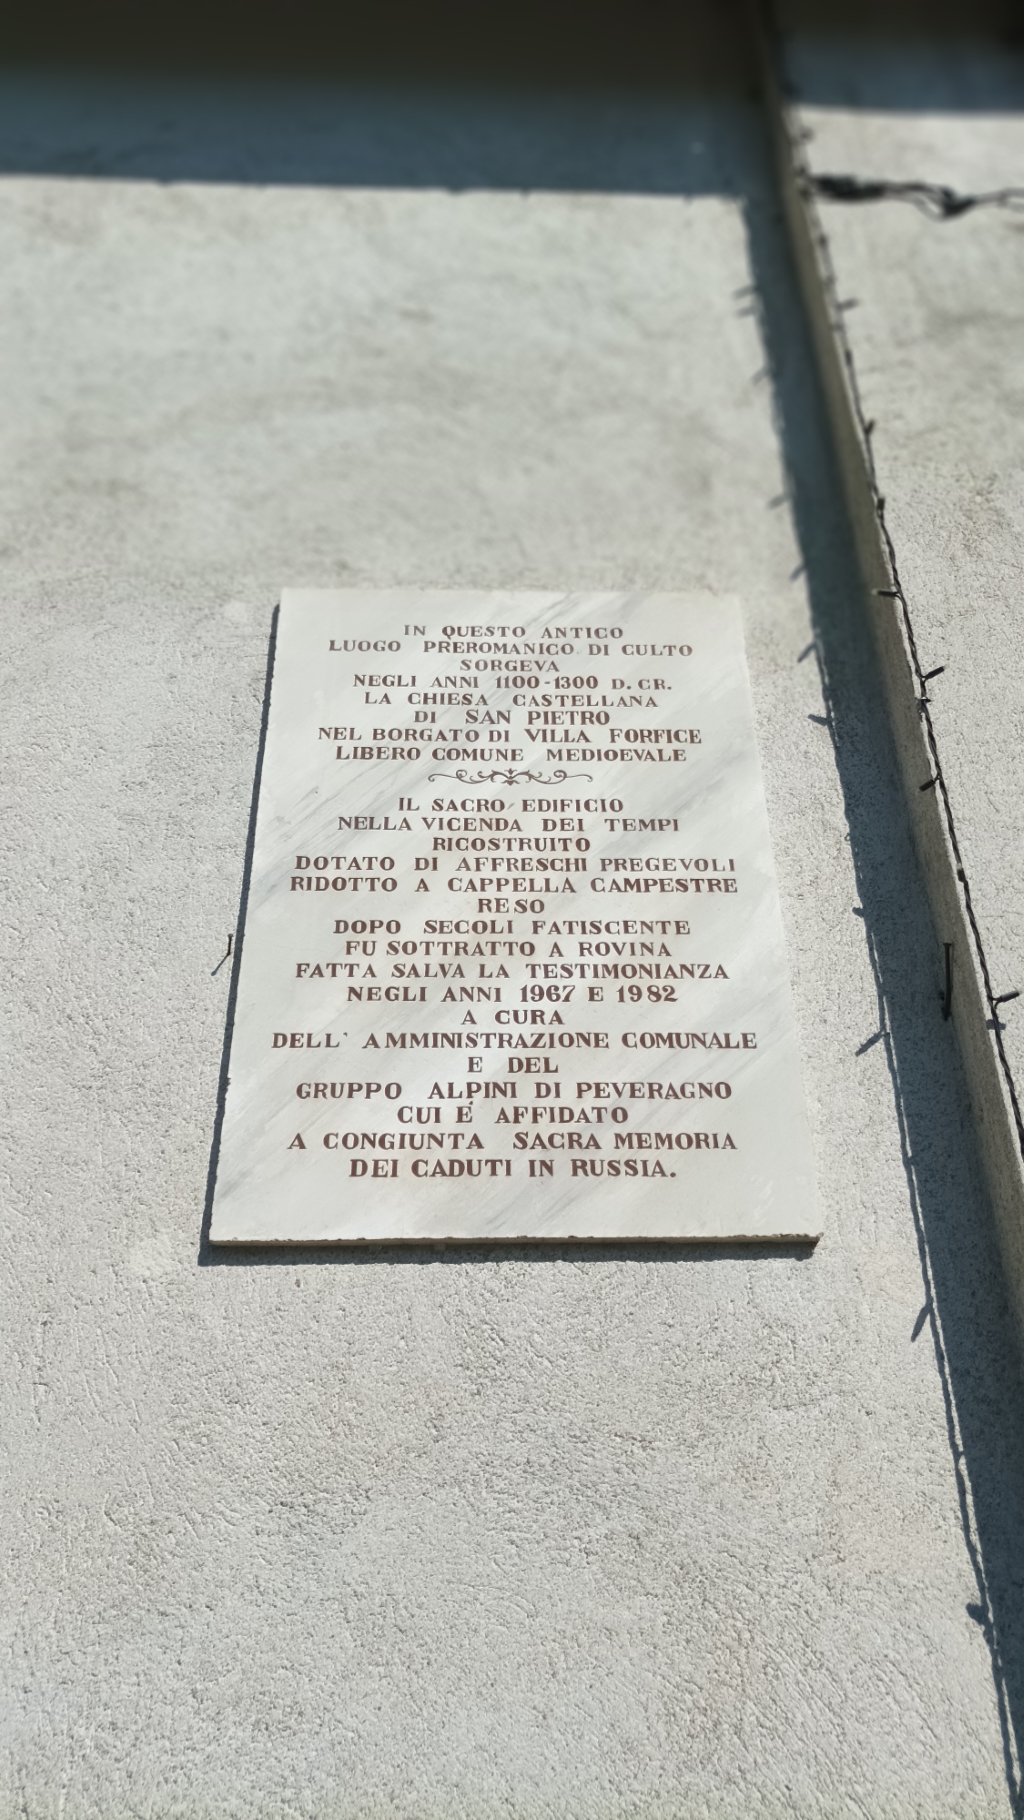 IN QUESTO ANTICO
LUOGO PREROMANICO DI CULTO
SORGEVA
NEGLI ANNI 1100-1300 D.CR.
LA CHIESA CASTELLANA
DI SAN PIETRO
NEL BORGATO DI VILLA FORFICE
LIBERO COMUNE MEDIOEVALE
IL SACRO EDIFICIO
NELLA VICENDA DEI TEMPI
RICOSTRUITO
DOTATO DI AFFRESCHI PREGEVOLI
RIDOTTO A CAPPELLA CAMPESTRE
RESO
DOPO SECOLI FATISCENTE
FU SOTTRATTO A ROVINA
FATTA SALVA LA TESTIMONIANZA
NEGLI ANNI 1967 E 1982
A CURA
DELL' AMMINISTRAZIONE COMUNALE
E DEL
GRUPPO ALPINI DI PEVERAGNO
CUI É AFFIDATO
A CONGIUNTA SACRA MEMORIA
DEI CADUTI IN RUSSIA.